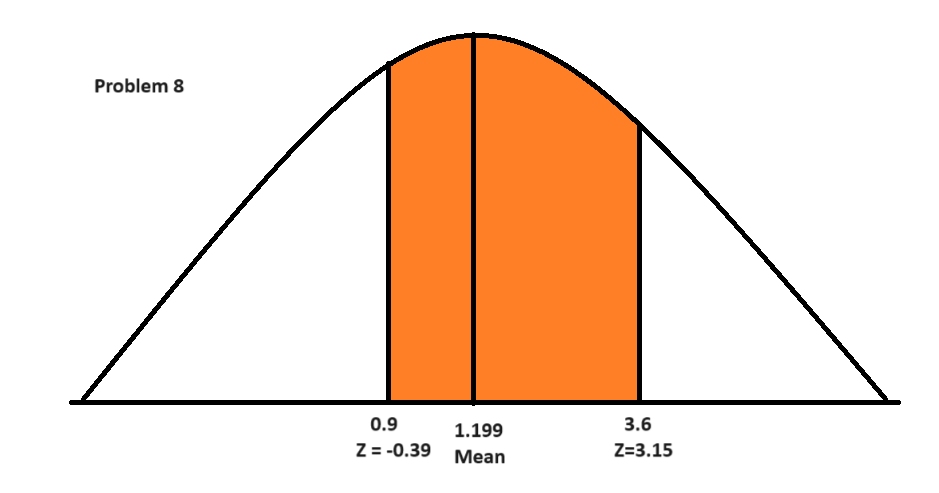 Problem 8
0.9
Z = -0.39
1.199
Mean
3.6
Z=3.15